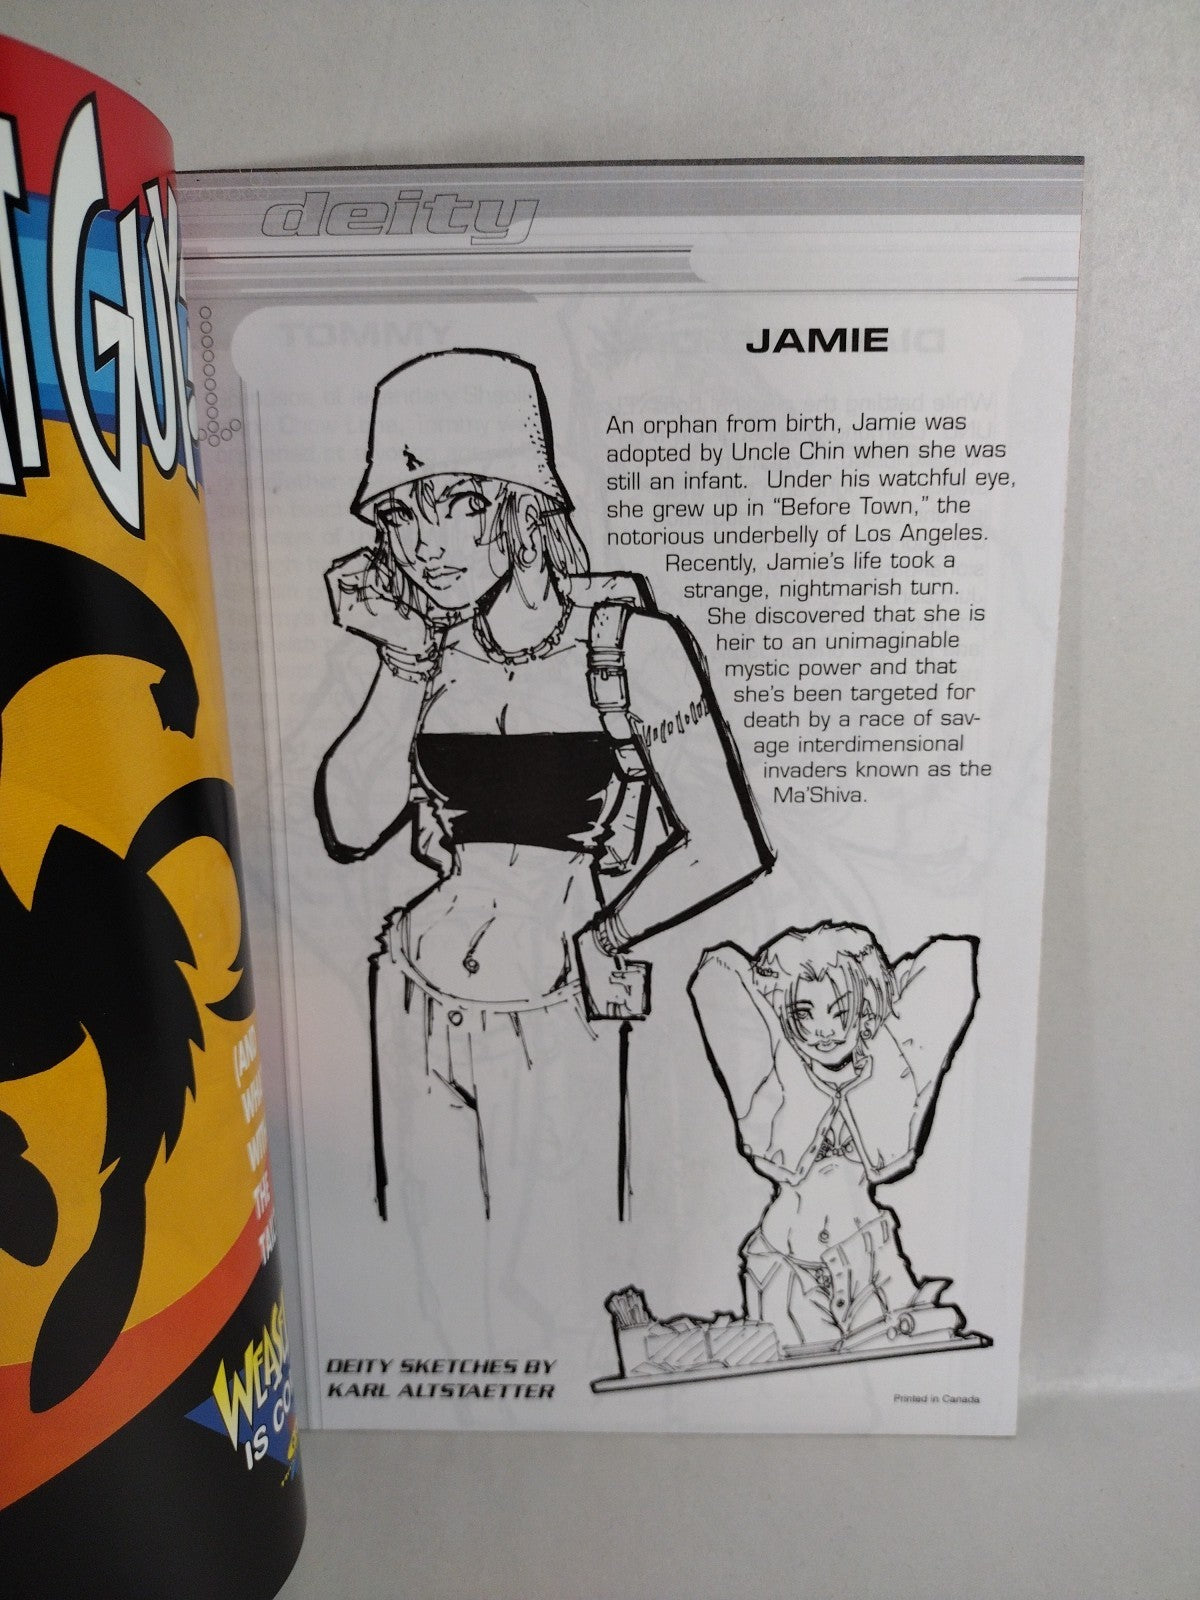 GUY
deity
TOMMY
JAMIE
An orphan from birth, Jamie was
adopted by Uncle Chin when she was
still an infant.  Under his watchful eye,
she grew up in “Before Town,” the
notorious underbelly of Los Angeles.
Recently, Jamie’s life took a
strange, nightmarish turn.
She discovered that she is
heir to an unimaginable
mystic power and that
she’s been targeted for
death by a race of sav-
age interdimensional
invaders known as the
Ma’Shiva.
(AND
THE
DEITY SKETCHES BY
KARL ALTSTAETTER
Printed in Canada
IS